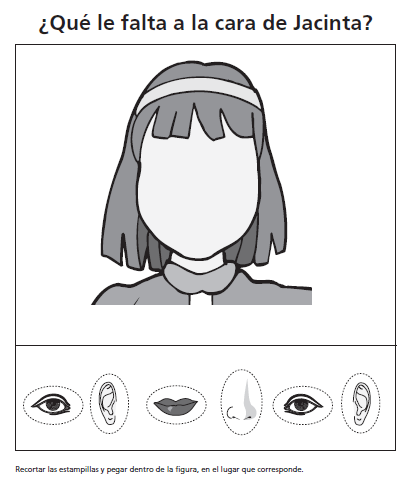 ¿Qué le falta a la cara de Jacinta?
Recortar las estampillas y pegar dentro de la figura, en el lugar que corresponde.